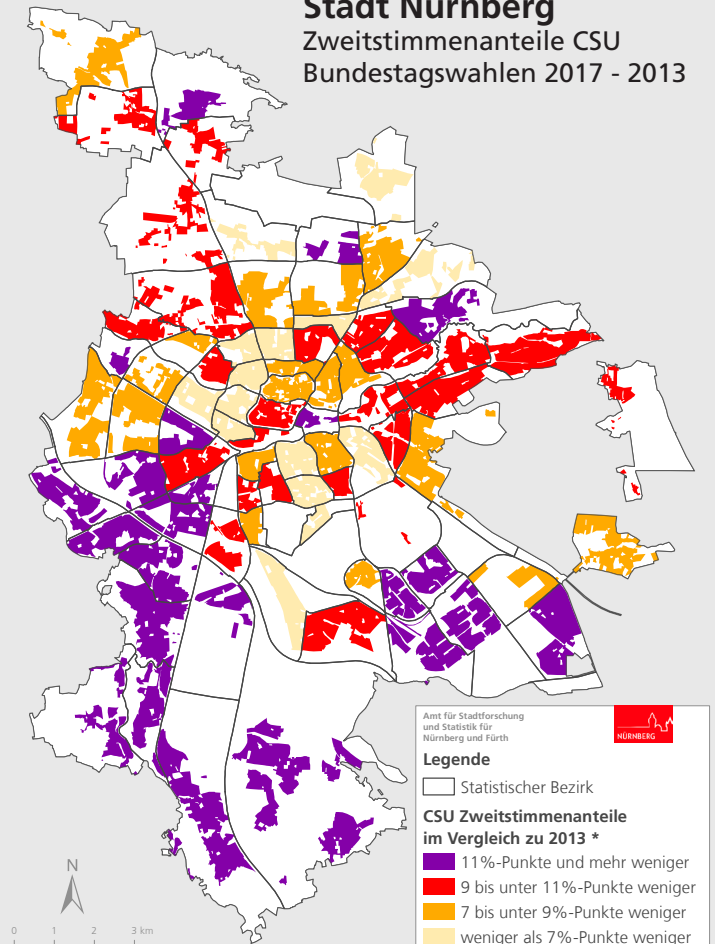 Stadt Nürnberg
Zweitstimmenanteile CSU
Bundestagswahlen 2017 - 2013
Amt für Stadtforschung
und Statistik für
Nürnberg und Fürth
NÜRNBERG
Legende
Statistischer Bezirk
CSU Zweitstimmenanteile
im Vergleich zu 2013 *
11%-Punkte und mehr weniger
9 bis unter 11%-Punkte weniger
7 bis unter 9%-Punkte weniger
weniger als 7%-Punkte weniger
N
0 1 2 3 km